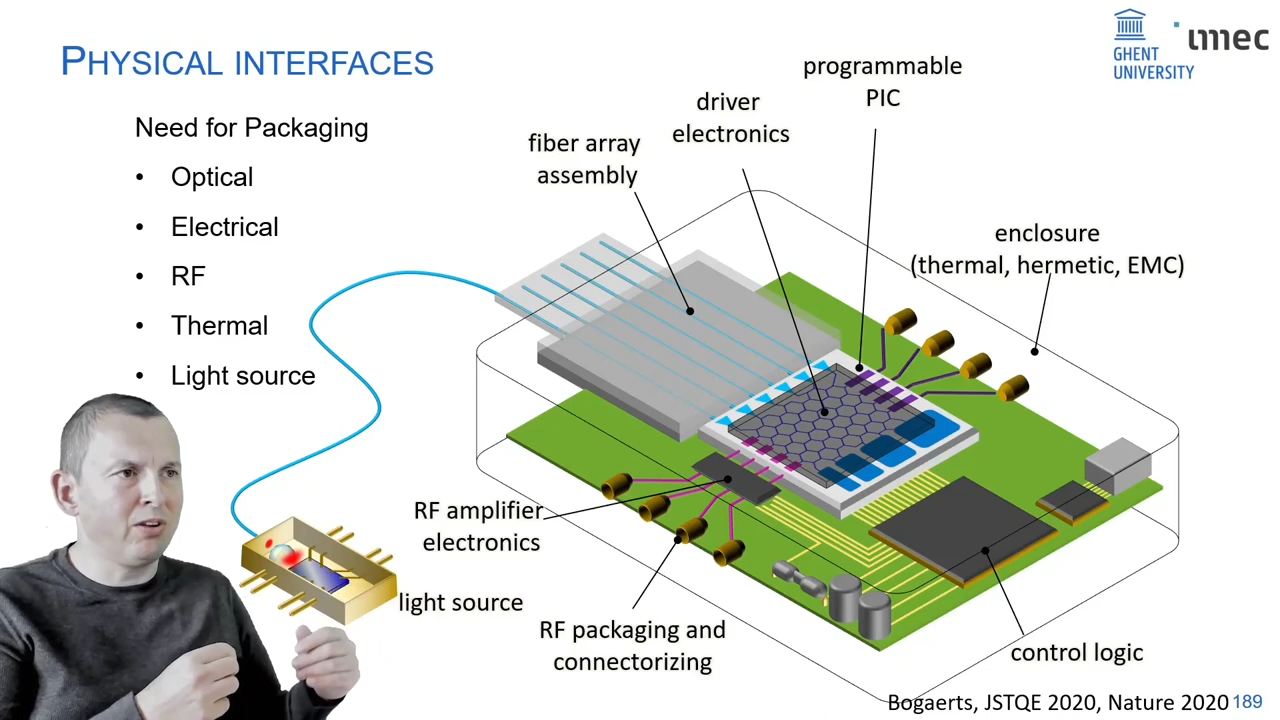 PHYSICAL INTERFACES
GHENT
UNIVERSITY
imec
Need for Packaging
• Optical
• Electrical
• RF
• Thermal
• Light source
fiber array
assembly
driver
electronics
programmable
PIC
enclosure
(thermal, hermetic, EMC)
RF amplifier
electronics
light source
RF packaging and
connectorizing
control logic
Bogaerts, JSTQE 2020, Nature 2020
189